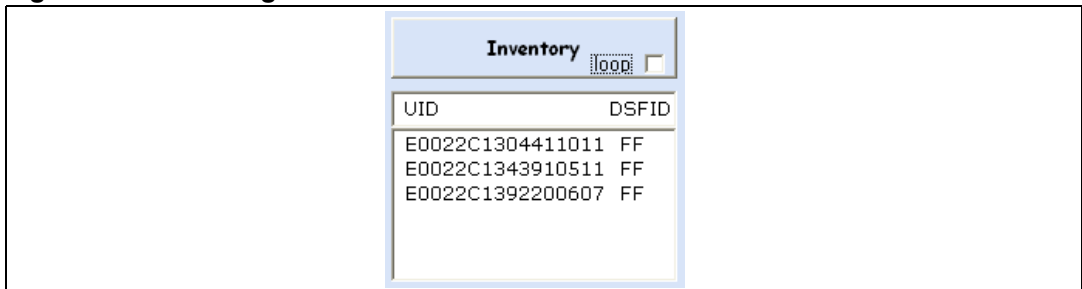 Inventory
loop
UID DSFID
E0022C1304411011 FF
E0022C1343910511 FF
E0022C1392200607 FF